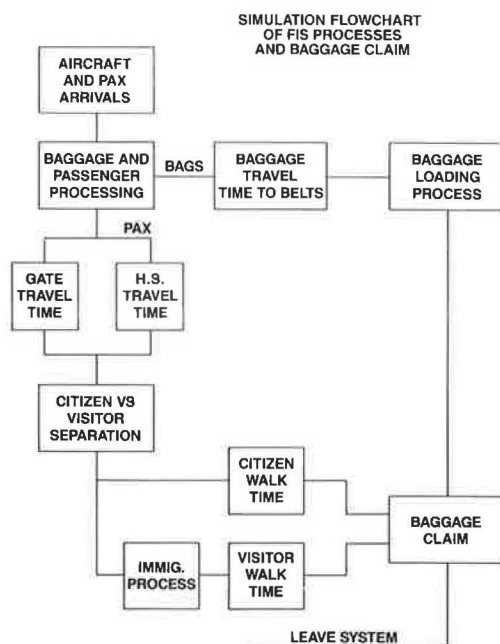 SIMULATION FLOWCHART
OF FIS PROCESSES
AND BAGGAGE CLAIM
AIRCRAFT
AND PAX
ARRIVALS
BAGGAGE AND
PASSENGER
PROCESSING
BAGS
BAGGAGE
TRAVEL
TIME TO BELTS
BAGGAGE
LOADING
PROCESS
PAX
GATE
TRAVEL
TIME
H.S.
TRAVEL
TIME
CITIZEN VS
VISITOR
SEPARATION
CITIZEN
WALK
TIME
BAGGAGE
CLAIM
IMMIG.
PROCESS
VISITOR
WALK
TIME
LEAVE SYSTEM